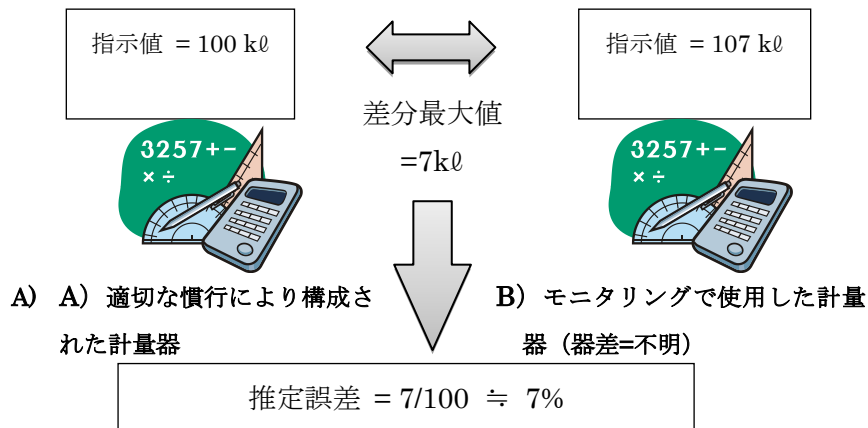 指示値 = 100 kℓ
指示値 = 107 kℓ
差分最大値
=7kℓ
3257+−
× ÷
3257+−
× ÷
A) A) 適切な慣行により構成さ
れた計量器
B) モニタリングで使用した計量
器（器差=不明）
推定誤差 = 7/100 ≒ 7%